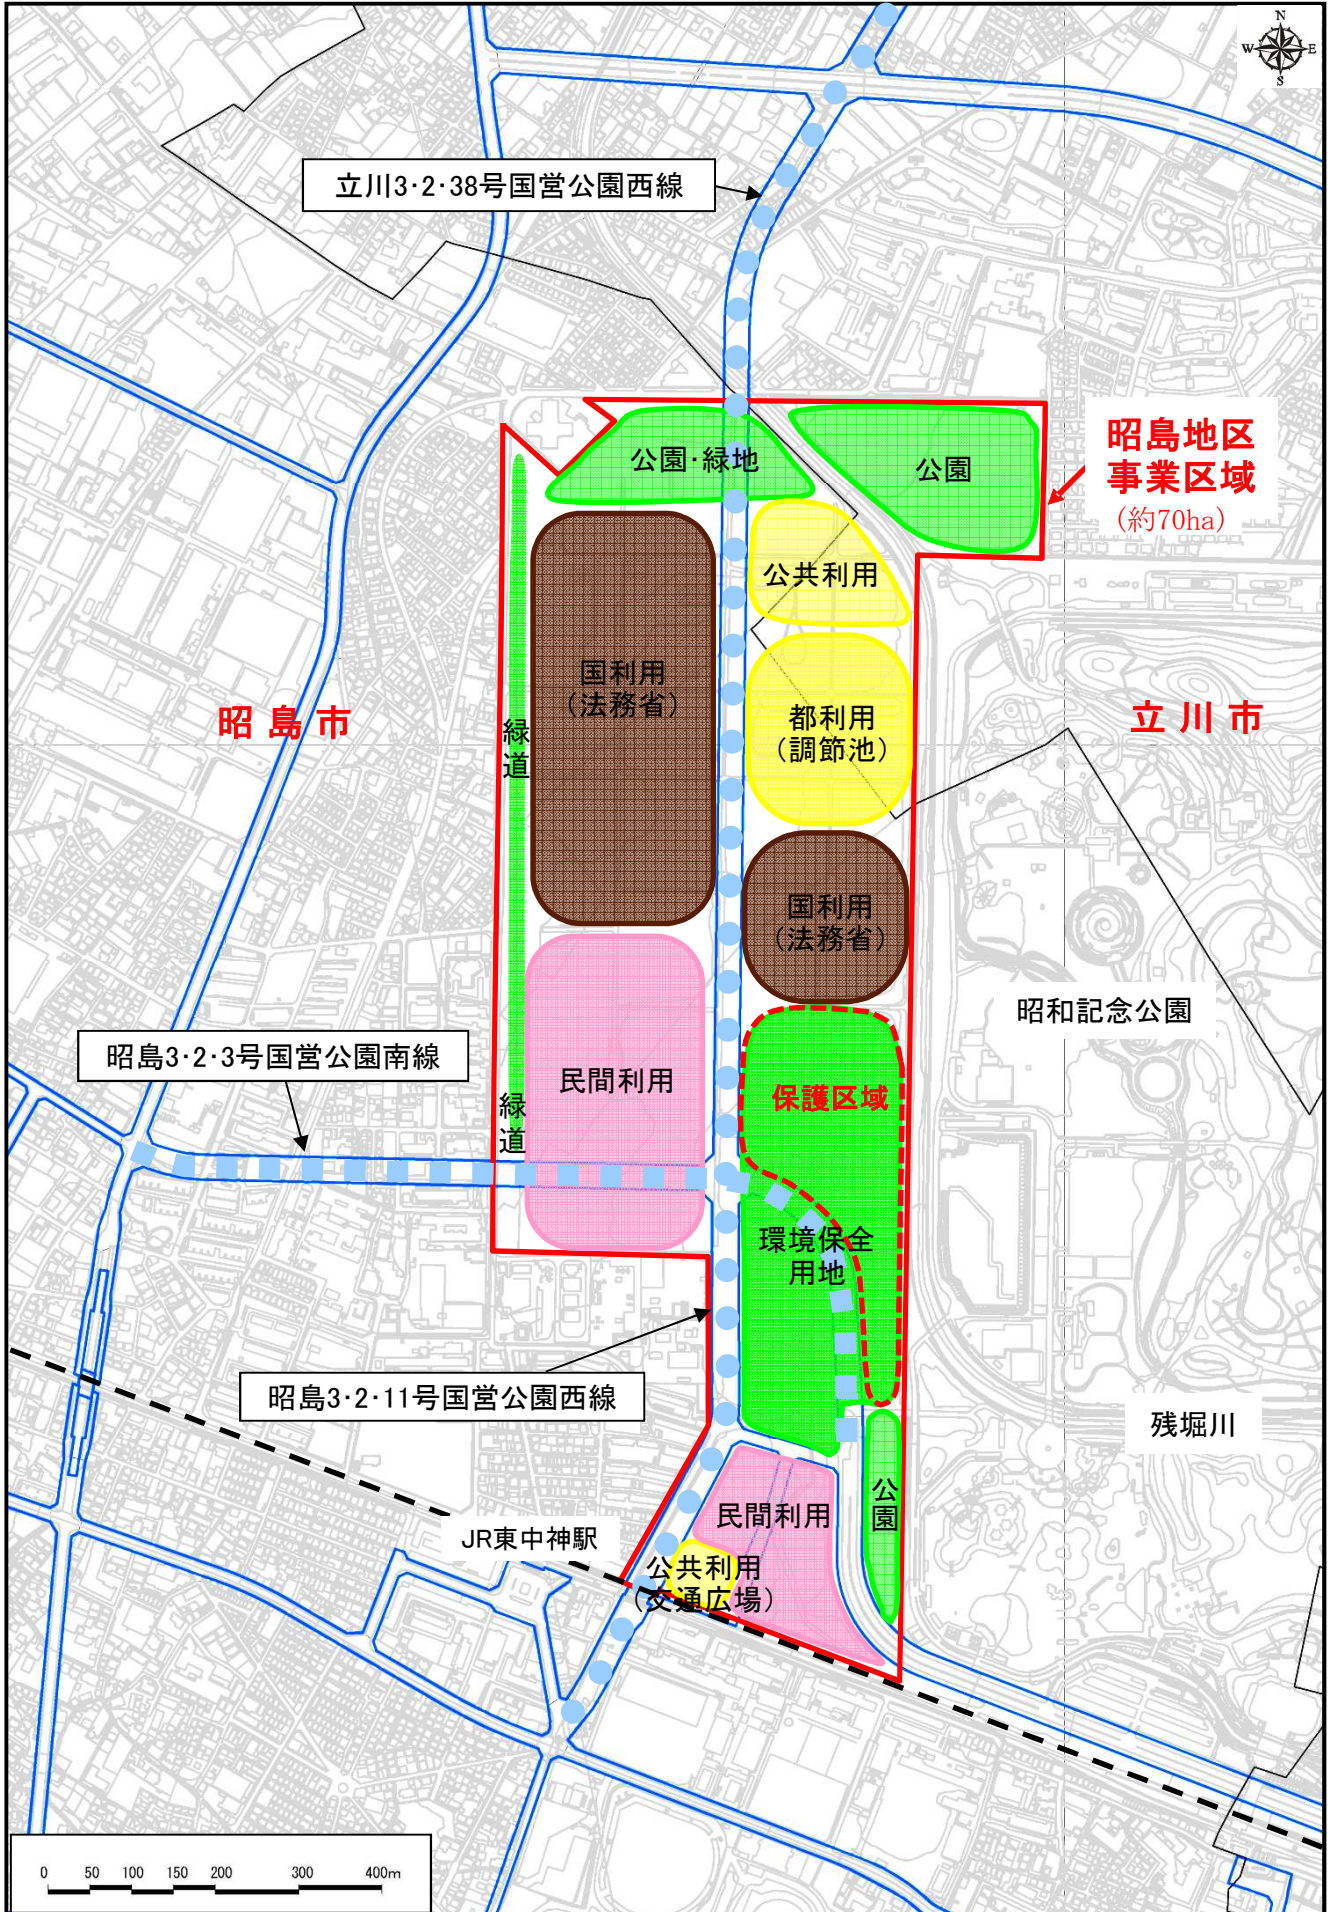 N
W E
S
立川3・2・38号国営公園西線
昭島地区
事業区域
(約70ha)
公園・緑地
公園
公共利用
国利用
(法務省)
都利用
(調節池)
昭島市
立川市
緑道
国利用
(法務省)
昭和記念公園
昭島3・2・3号国営公園南線
民間利用
保護区域
緑道
環境保全
用地
昭島3・2・11号国営公園西線
残堀川
公園
民間利用
JR東中神駅
公共利用
(交通広場)
0 50 100 150 200 300 400m